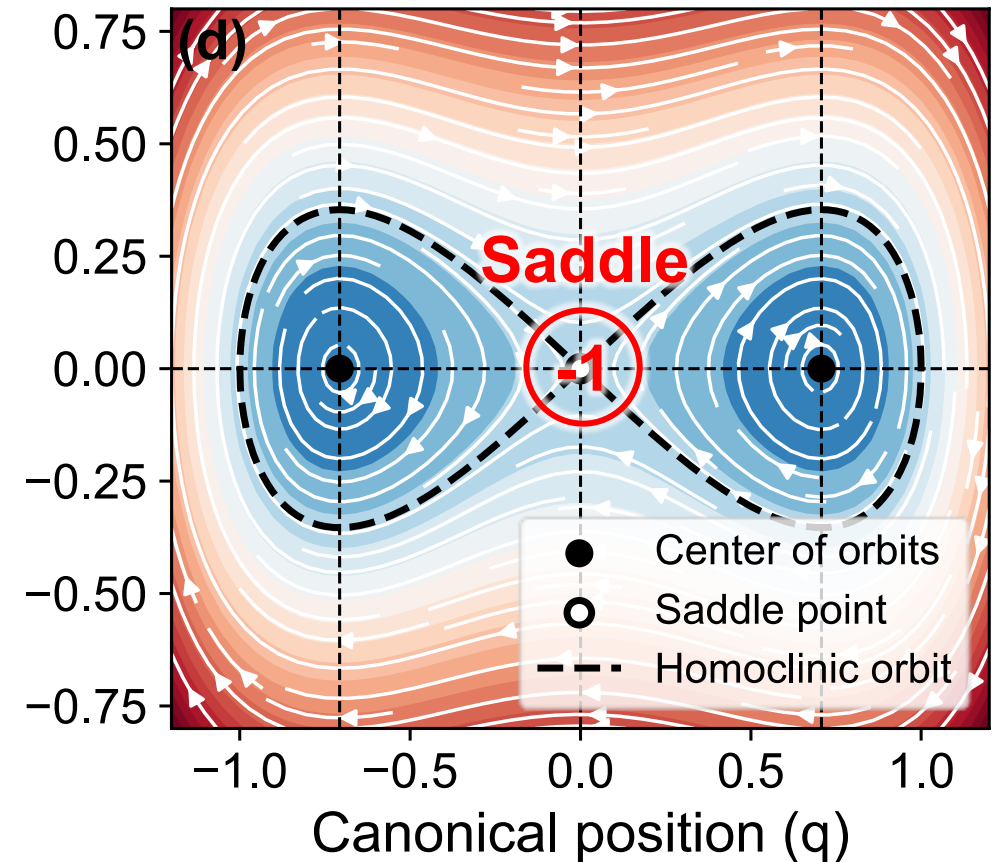 (d)
0.75
0.50
0.25
0.00
−0.25
−0.50
−0.75
Saddle
-1
Center of orbits
Saddle point
Homoclinic orbit
−1.0 −0.5 0.0 0.5 1.0
Canonical position (q)